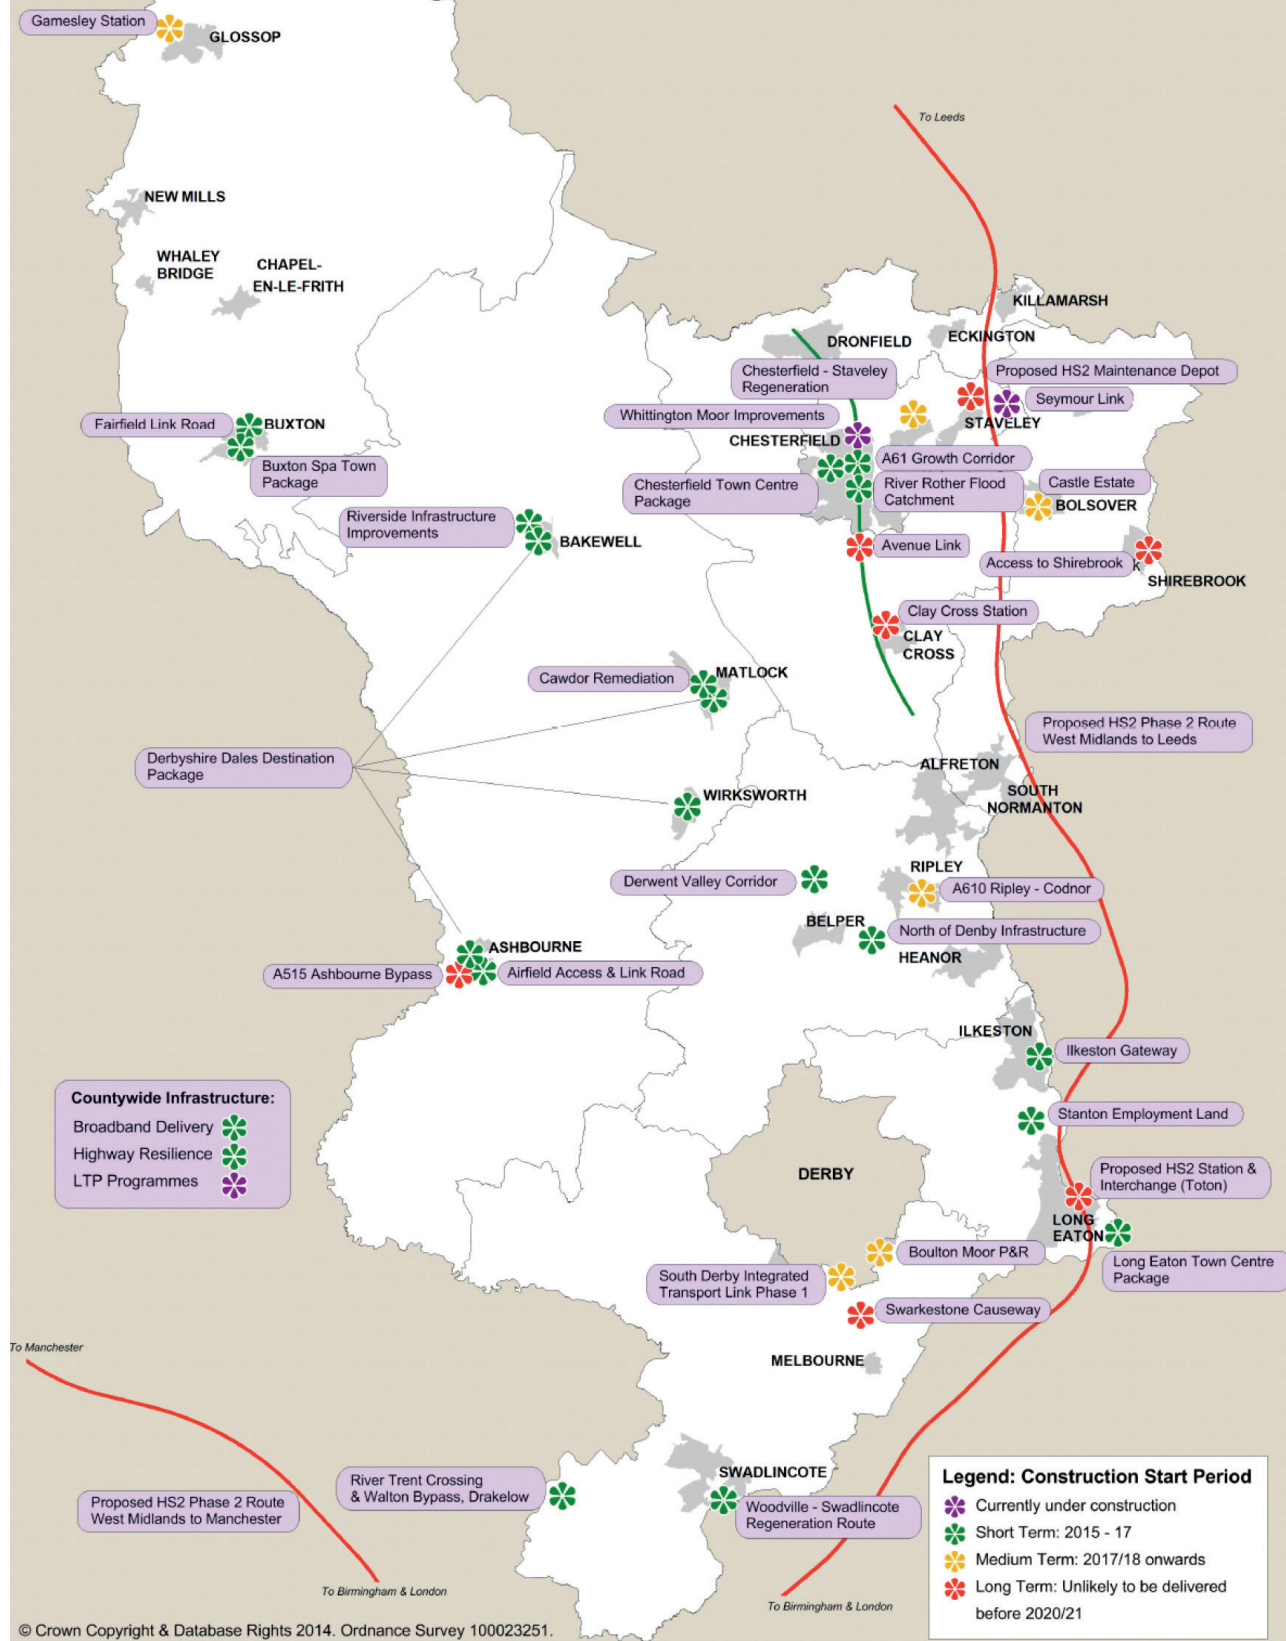 Gamesley Station
GLOSSOP
To Leeds
NEW MILLS
WHALEY
BRIDGE
CHAPEL-
EN-LE-FRITH
KILLAMARSH
DRONFIELD
ECKINGTON
Chesterfield - Staveley
Regeneration
Proposed HS2 Maintenance Depot
Seymour Link
Whittington Moor Improvements
STAVELEY
Fairfield Link Road
BUXTON
CHESTERFIELD
A61 Growth Corridor
Buxton Spa Town
Package
Chesterfield Town Centre
Package
River Rother Flood
Catchment
Castle Estate
BOLSOVER
Riverside Infrastructure
Improvements
BAKEWELL
Avenue Link
Access to Shirebrook
K
SHIREBROOK
Clay Cross Station
CLAY
CROSS
Cawdor Remediation
MATLOCK
Proposed HS2 Phase 2 Route
West Midlands to Leeds
Derbyshire Dales Destination
Package
ALFRETON
SOUTH
NORMANTON
WIRKSWORTH
RIPLEY
Derwent Valley Corridor
A610 Ripley - Codnor
BELPER
North of Denby Infrastructure
HEANOR
ASHBOURNE
A515 Ashbourne Bypass
Airfield Access & Link Road
ILKESTON
Ilkeston Gateway
Countywide Infrastructure:
Broadband Delivery
Highway Resilience
LTP Programmes
Stanton Employment Land
DERBY
Proposed HS2 Station &
Interchange (Toton)
LONG
EATON
Boulton Moor P&R
Long Eaton Town Centre
Package
South Derby Integrated
Transport Link Phase 1
Swarkestone Causeway
To Manchester
MELBOURNE
River Trent Crossing
& Walton Bypass, Drakelow
SWADLINCOTE
Proposed HS2 Phase 2 Route
West Midlands to Manchester
Woodville - Swadlincote
Regeneration Route
Legend: Construction Start Period
Currently under construction
Short Term: 2015 - 17
Medium Term: 2017/18 onwards
Long Term: Unlikely to be delivered
before 2020/21
To Birmingham & London
To Birmingham & London
© Crown Copyright & Database Rights 2014. Ordnance Survey 100023251.